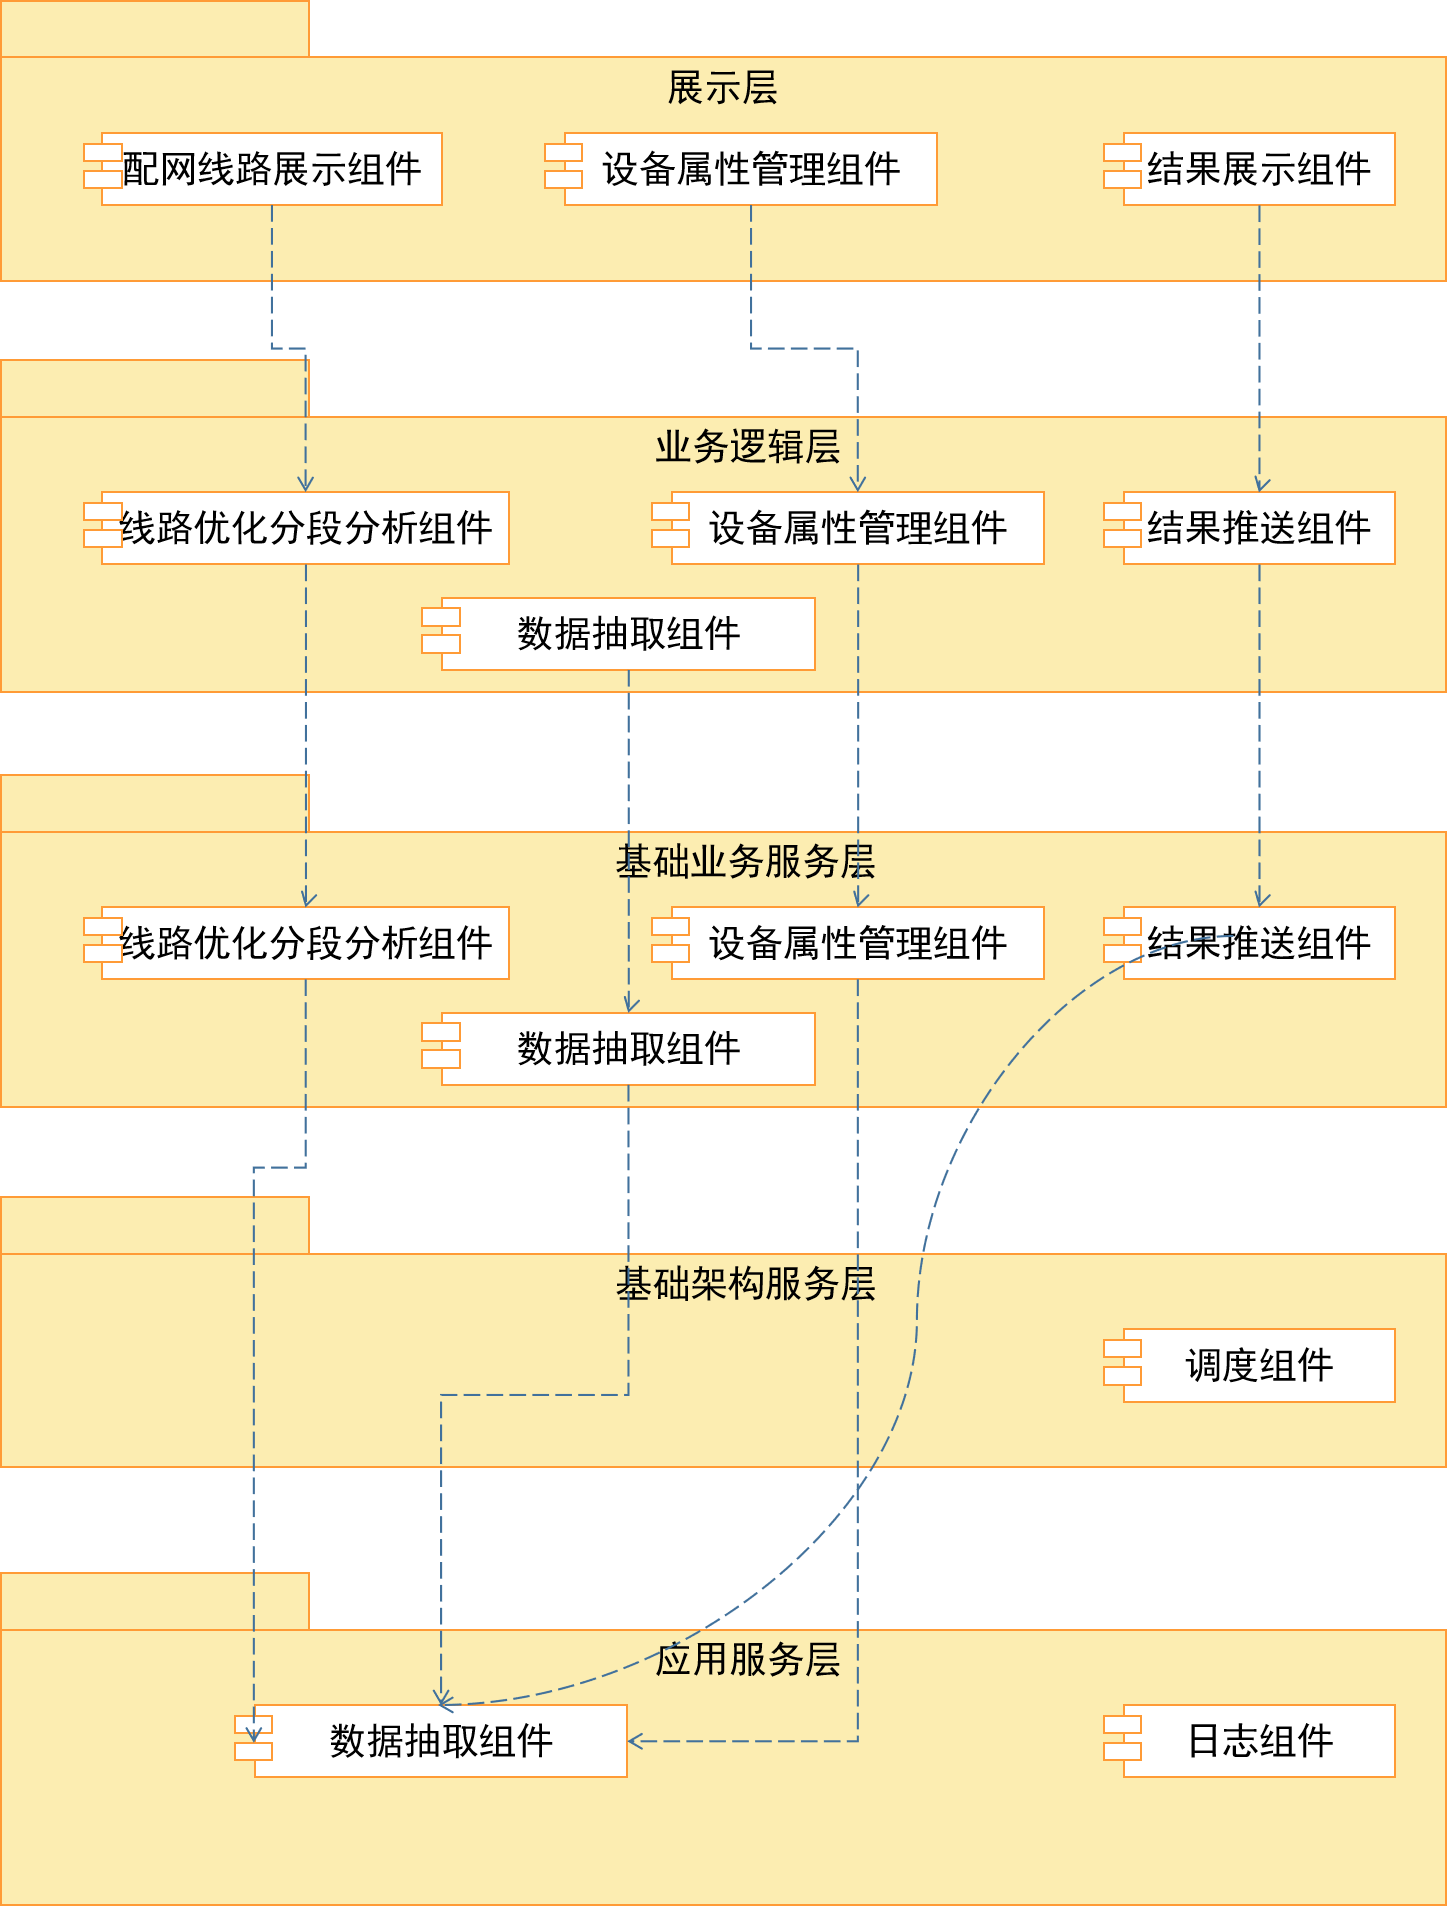 展示层
配网线路展示组件
设备属性管理组件
结果展示组件
业务逻辑层
线路优化分段分析组件
设备属性管理组件
结果推送组件
数据抽取组件
基础业务服务层
线路优化分段分析组件
设备属性管理组件
结果推送组件
数据抽取组件
基础架构服务层
调度组件
应用服务层
数据抽取组件
日志组件